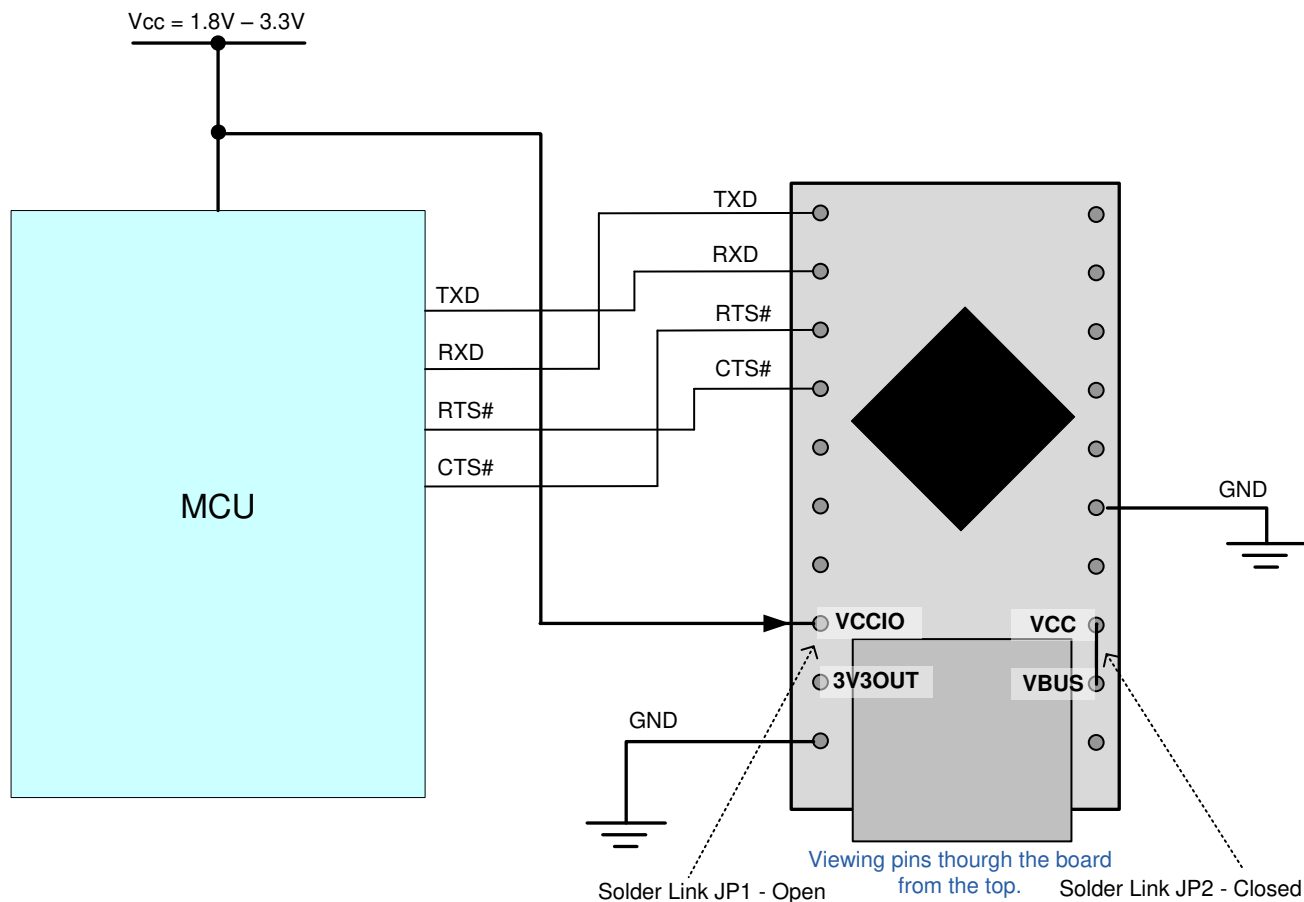 Vcc = 1.8V – 3.3V
TXD
RXD
TXD
RTS#
RXD
CTS#
RTS#
CTS#
MCU
GND
VCCIO
VCC
3V3OUT
VBUS
GND
Viewing pins thourgh the board
from the top.
Solder Link JP1 - Open
Solder Link JP2 - Closed